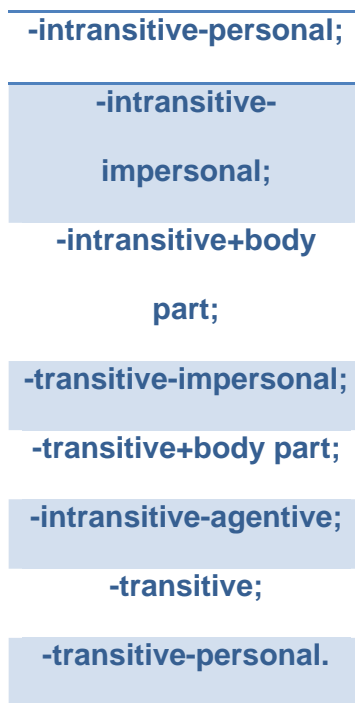 -intransitive-personal;
-intransitive-
impersonal;
-intransitive+body
part;
-transitive-impersonal;
-transitive+body part;
-intransitive-agentive;
-transitive;
-transitive-personal.